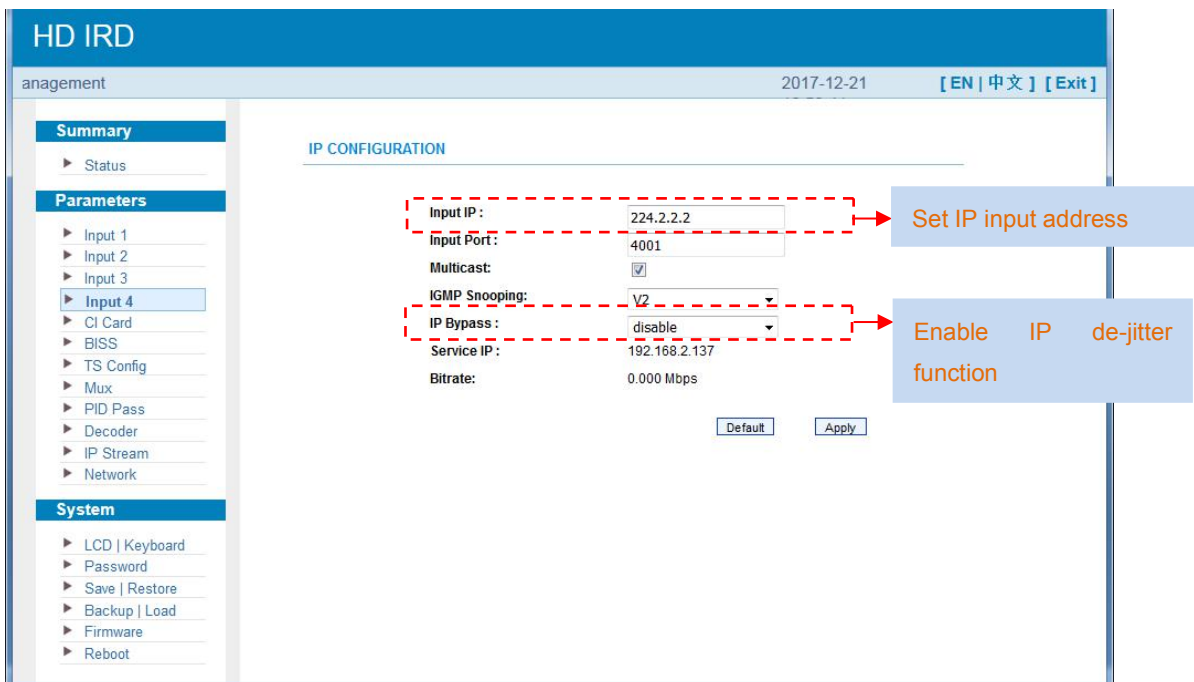 HD IRD
anagement
2017-12-21
[ EN | 中文 ] [ Exit ]
Summary
Status
Parameters
Input 1
Input 2
Input 3
Input 4
CI Card
BISS
TS Config
Mux
PID Pass
Decoder
IP Stream
Network
System
LCD | Keyboard
Password
Save | Restore
Backup | Load
Firmware
Reboot
IP CONFIGURATION
Input IP : 224.2.2.2
Input Port : 4001
Multicast:
IGMP Snooping: V2
IP Bypass : disable
Service IP : 192.168.2.137
Bitrate: 0.000 Mbps
Default Apply
Set IP input address
Enable IP de-jitter
function